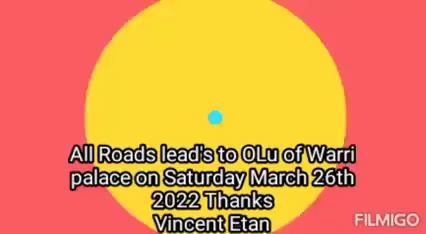 All Roads lead's to OLu of Warri
palace on Saturday March 26th
2022 Thanks
Vincent Etan
FILMIGO